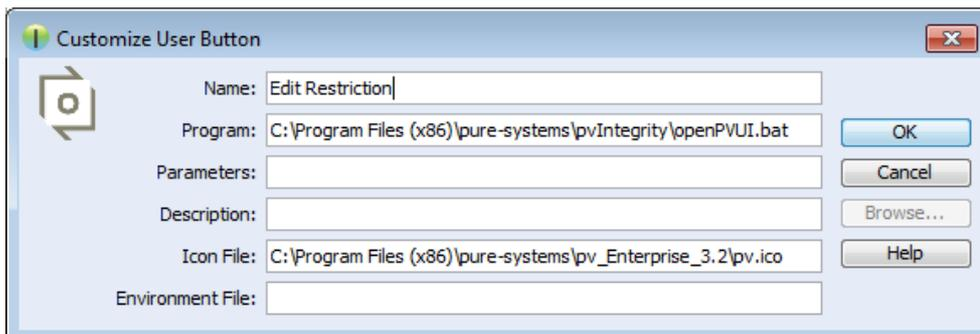 Customize User Button
Name: Edit Restriction
Program: C:\Program Files (x86)\pure-systems\pvIntegrity\openPVUI.bat
OK
Parameters:
Cancel
Description:
Browse...
Icon File: C:\Program Files (x86)\pure-systems\pv_Enterprise_3.2\pv.ico
Help
Environment File: